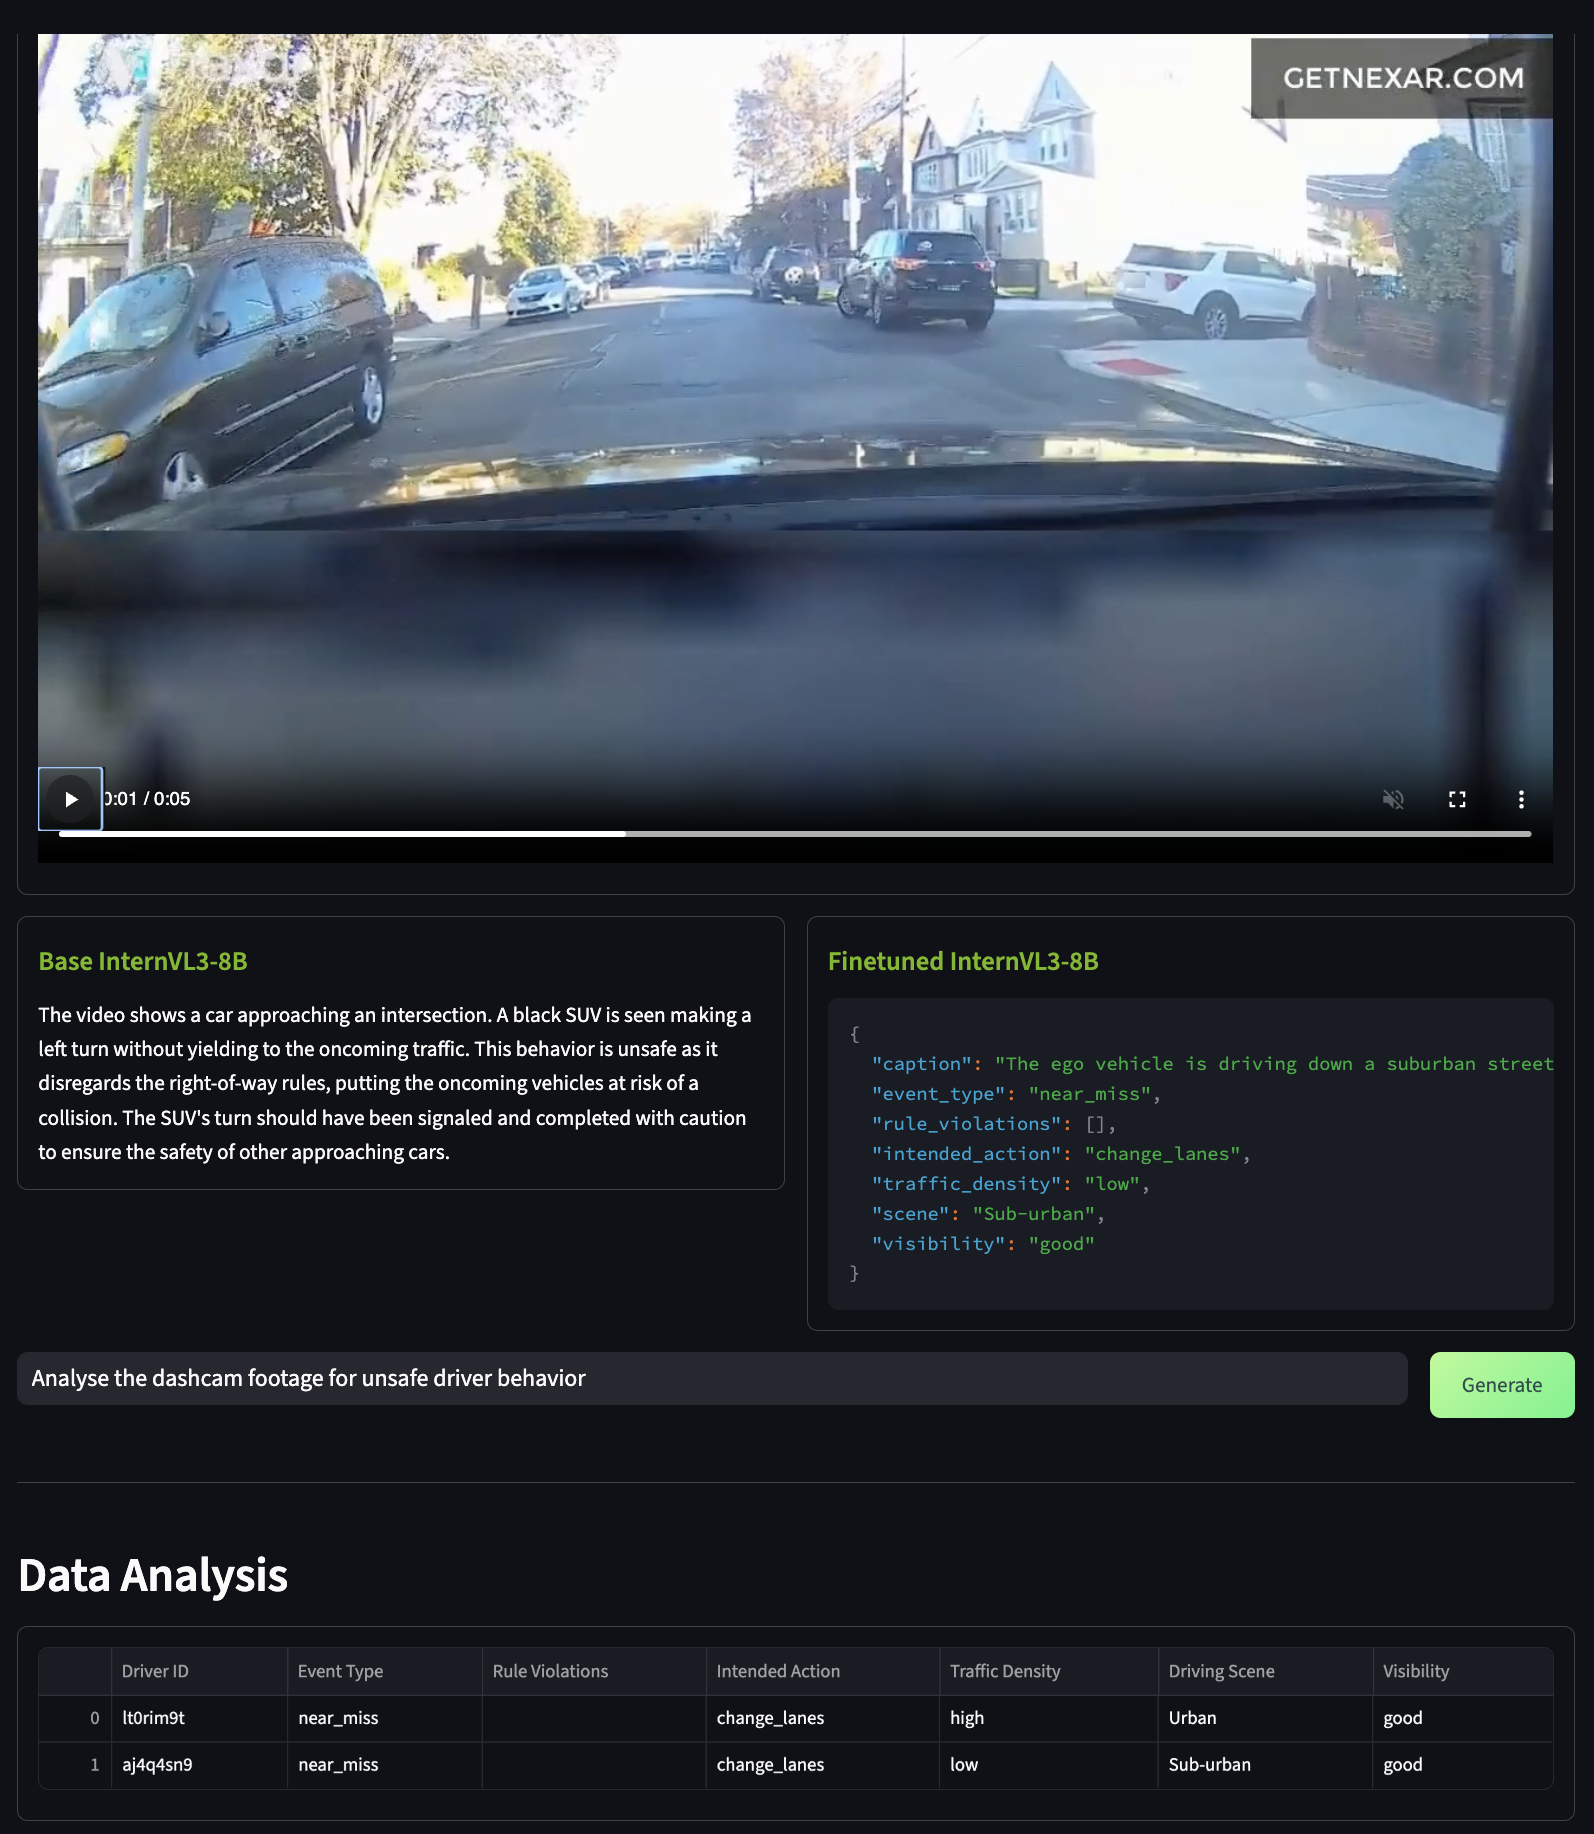 GETNEXAR.COM
0:01 / 0:05
Base InternVL3-8B
The video shows a car approaching an intersection. A black SUV is seen making a
left turn without yielding to the oncoming traffic. This behavior is unsafe as it
disregards the right-of-way rules, putting the oncoming vehicles at risk of a
collision. The SUV's turn should have been signaled and completed with caution
to ensure the safety of other approaching cars.
Finetuned InternVL3-8B
{
"caption": "The ego vehicle is driving down a suburban street
"event_type": "near_miss",
"rule_violations": [],
"intended_action": "change_lanes",
"traffic_density": "low",
"scene": "Sub-urban",
"visibility": "good"
}
Analyse the dashcam footage for unsafe driver behavior
Generate
Data Analysis
Driver ID Event Type Rule Violations Intended Action Traffic Density Driving Scene Visibility
0 lt0rim9t near_miss change_lanes high Urban good
1 aj4q4sn9 near_miss change_lanes low Sub-urban good